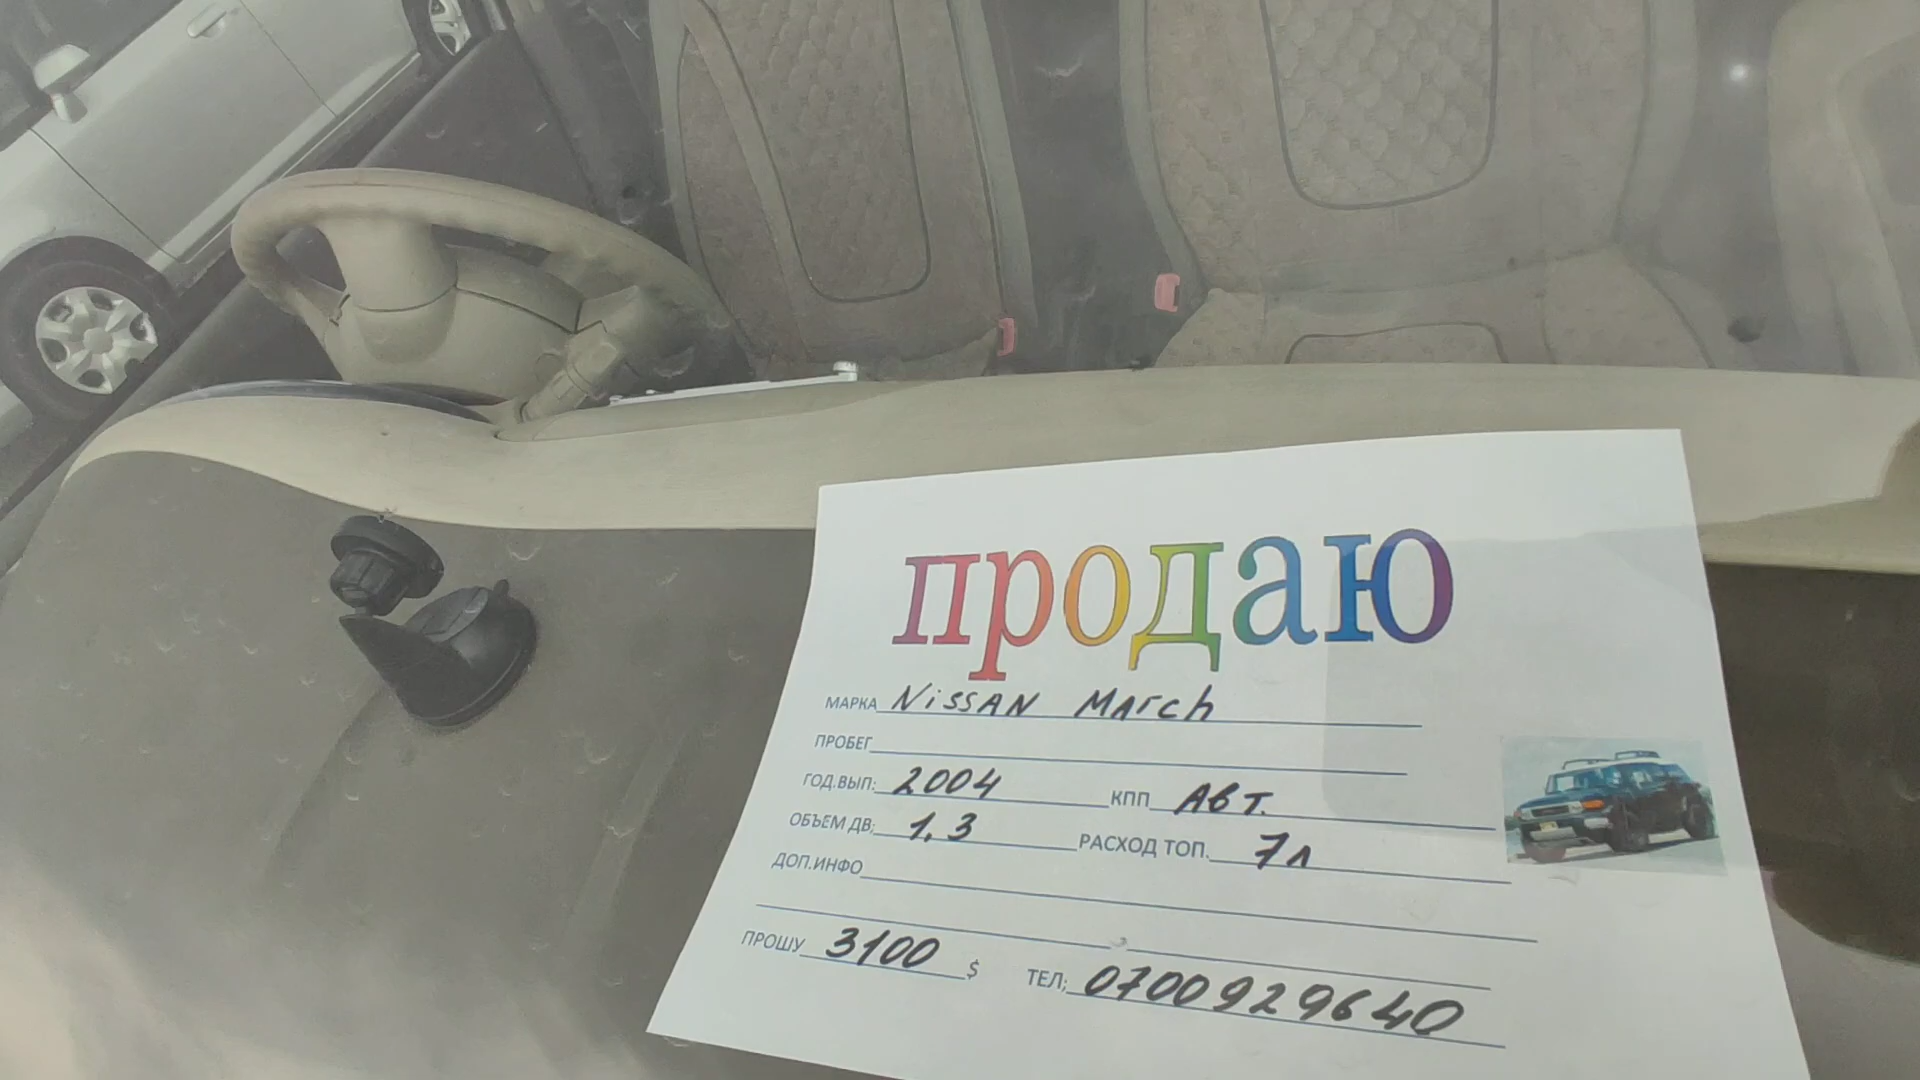 продаю
МАРКА Nissan March
ПРОБЕГ
ГОД.ВЫП: 2004 КПП Авт.
ОБЪЕМ ДВ; 1,3 РАСХОД ТОП. 7л
ДОП.ИНФО
ПРОШУ 3100 $ ТЕЛ; 0700929640